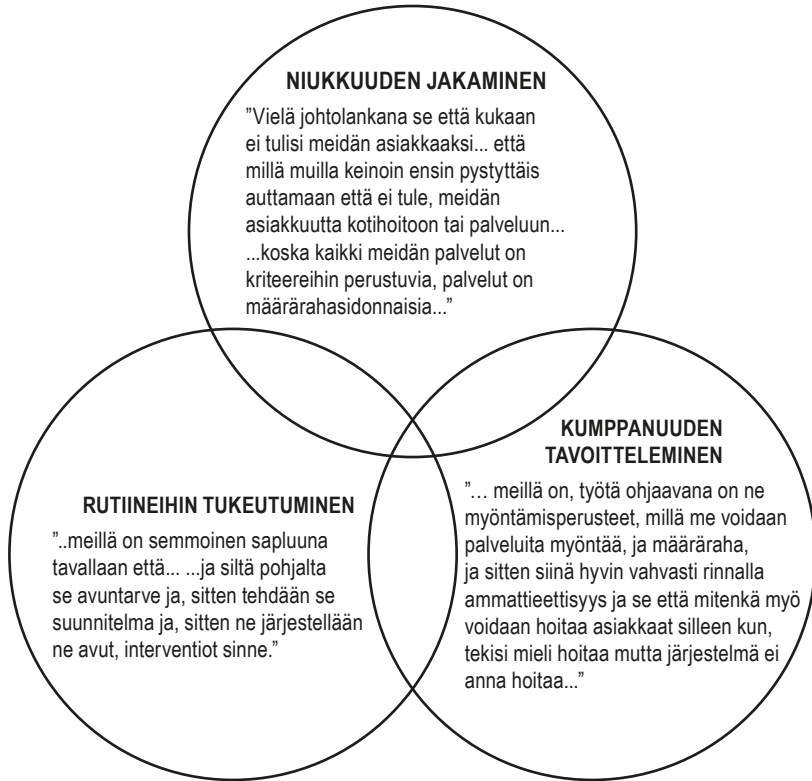 NIUKKUUDEN JAKAMINEN
”Vielä johtolankana se että kukaan
ei tulisi meidän asiakkaaksi... että
millä muilla keinoin ensin pystyttäis
auttamaan että ei tule, meidän
asiakkuutta kotihoitoon tai palveluun...
...koska kaikki meidän palvelut on
kriteereihin perustuvia, palvelut on
määrärahasidonnaisia...”
RUTIINEIHIN TUKEUTUMINEN
”..meillä on semmoinen sapluuna
tavallaan että... ...ja siltä pohjalta
se avuntarve ja, sitten tehdään se
suunnitelma ja, sitten ne järjestellään
ne avut, interventiot sinne.”
KUMPPANUUDEN
TAVOITTELEMINEN
”… meillä on, työtä ohjaavana on ne
myöntämisperusteet, millä me voidaan
palveluita myöntää, ja määräraha,
ja sitten siinä hyvin vahvasti rinnalla
ammattieettisyys ja se että mitenkä myö
voidaan hoitaa asiakkaat silleen kun,
tekisi mieli hoitaa mutta järjestelmä ei
anna hoitaa...”